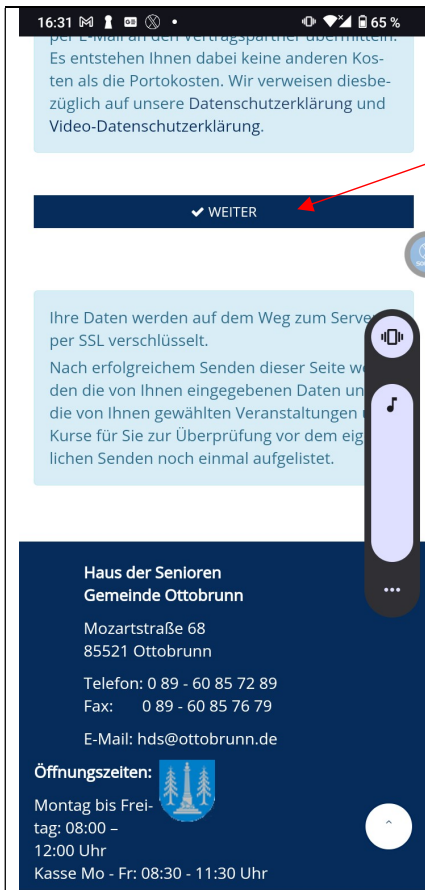 16:31 65 %
per E-Mail an den Vertragspartner übermitteln.
Es entstehen Ihnen dabei keine anderen Kos-
ten als die Portokosten. Wir verweisen diesbe-
züglich auf unsere Datenschutzerklärung und
Video-Datenschutzerklärung.
WEITER
Ihre Daten werden auf dem Weg zum Serve
per SSL verschlüsselt.
Nach erfolgreichem Senden dieser Seite we
den die von Ihnen eingegebenen Daten un
die von Ihnen gewählten Veranstaltungen
Kurse für Sie zur Überprüfung vor dem eig
lichen Senden noch einmal aufgelistet.
Haus der Senioren
Gemeinde Ottobrunn
Mozartstraße 68
85521 Ottobrunn
Telefon: 0 89 - 60 85 72 89
Fax: 0 89 - 60 85 76 79
E-Mail: hds@ottobrunn.de
Öffnungszeiten:
Montag bis Frei-
tag: 08:00 –
12:00 Uhr
Kasse Mo - Fr: 08:30 - 11:30 Uhr